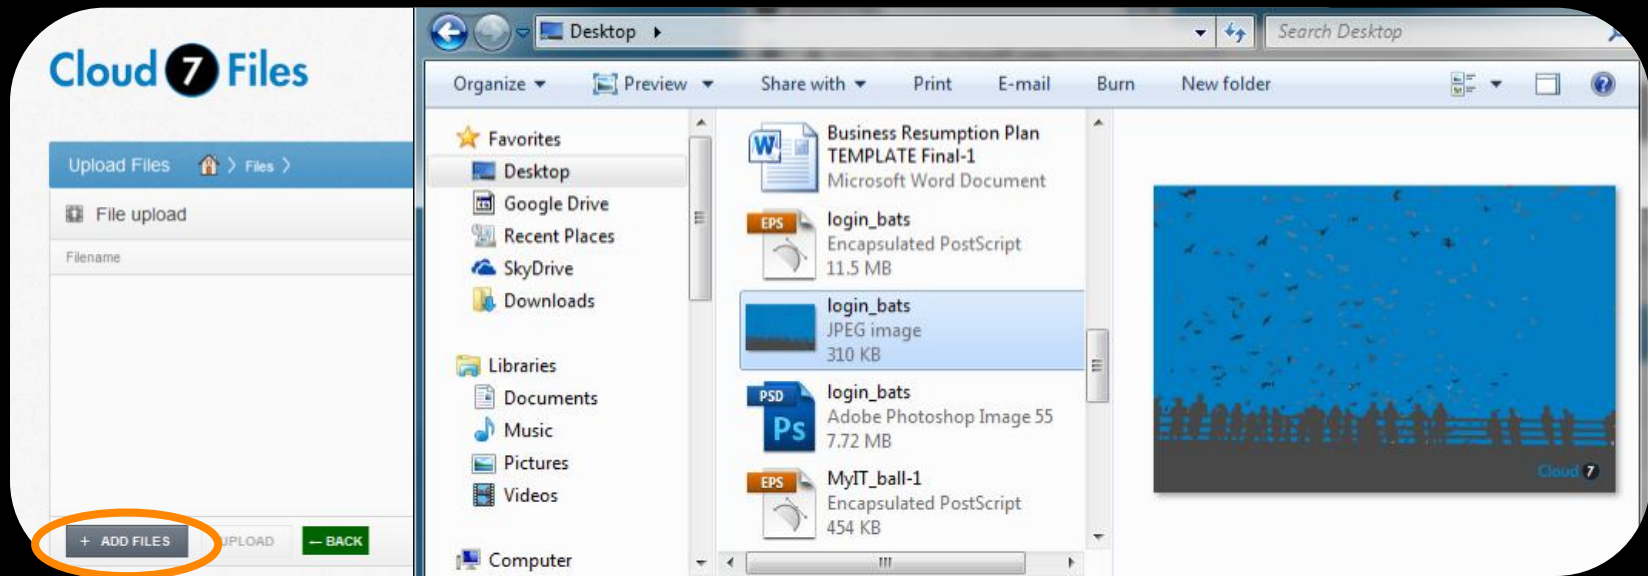 Cloud 7 Files
Upload Files Files
File upload
Filename
+ ADD FILES
UPLOAD
← BACK
Desktop
Search Desktop
Organize
Preview
Share with
Print
E-mail
Burn
New folder
Favorites
Desktop
Google Drive
Recent Places
SkyDrive
Downloads
Libraries
Documents
Music
Pictures
Videos
Computer
W
Business Resumption Plan
TEMPLATE Final-1
Microsoft Word Document
EPS
login_bats
Encapsulated PostScript
11.5 MB
login_bats
JPEG image
310 KB
PSD
Ps
login_bats
Adobe Photoshop Image 55
7.72 MB
EPS
MyIT_ball-1
Encapsulated PostScript
454 KB
Cloud 7